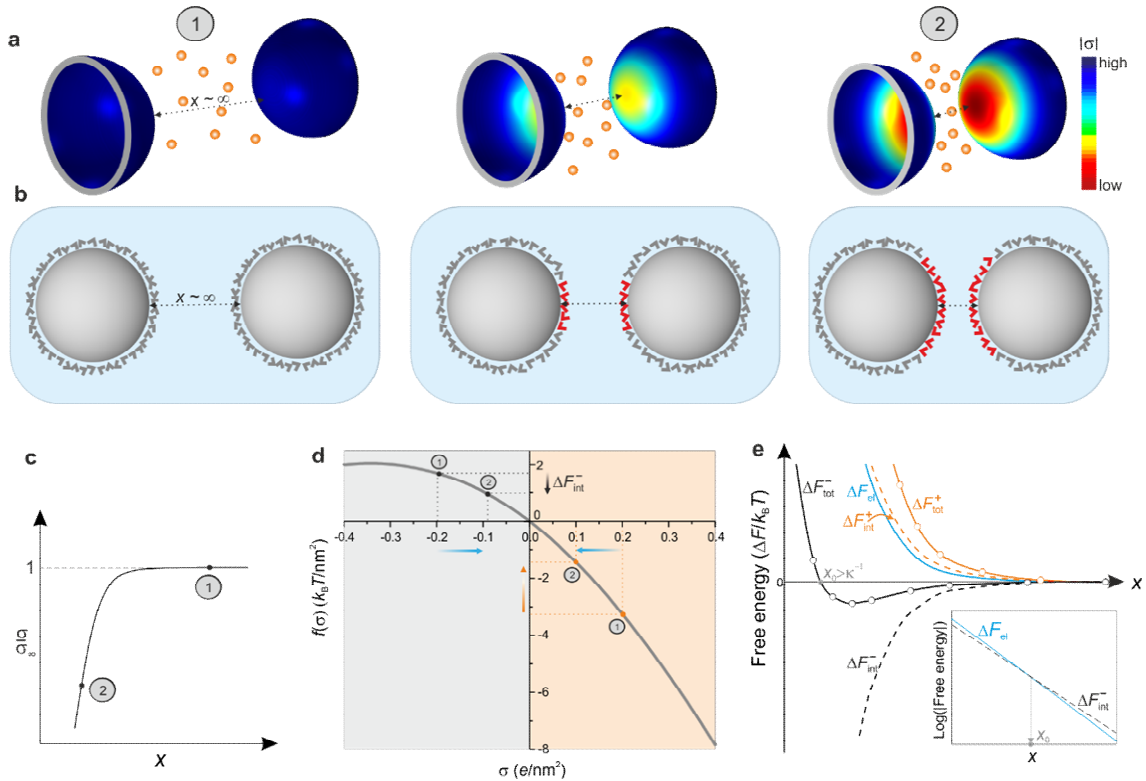 a
1
2
x ~ ∞
|σ|
high
low
b
x ~ ∞
c
1
1
2
σ/σ∞
x
d
f(σ) (kBT/nm²)
2
0
-2
-4
-6
-8
-0.4 -0.3 -0.2 -0.1 0.0 0.1 0.2 0.3 0.4
1
2
ΔF⁻int
2
1
σ (e/nm²)
e
Free energy (ΔF/kBT)
ΔF⁻tot
ΔFel
ΔF⁺int
ΔF⁺tot
0
x₀>κ⁻¹
x
ΔF⁻int
Log(|Free energy|)
ΔFel
ΔF⁻int
x₀
x